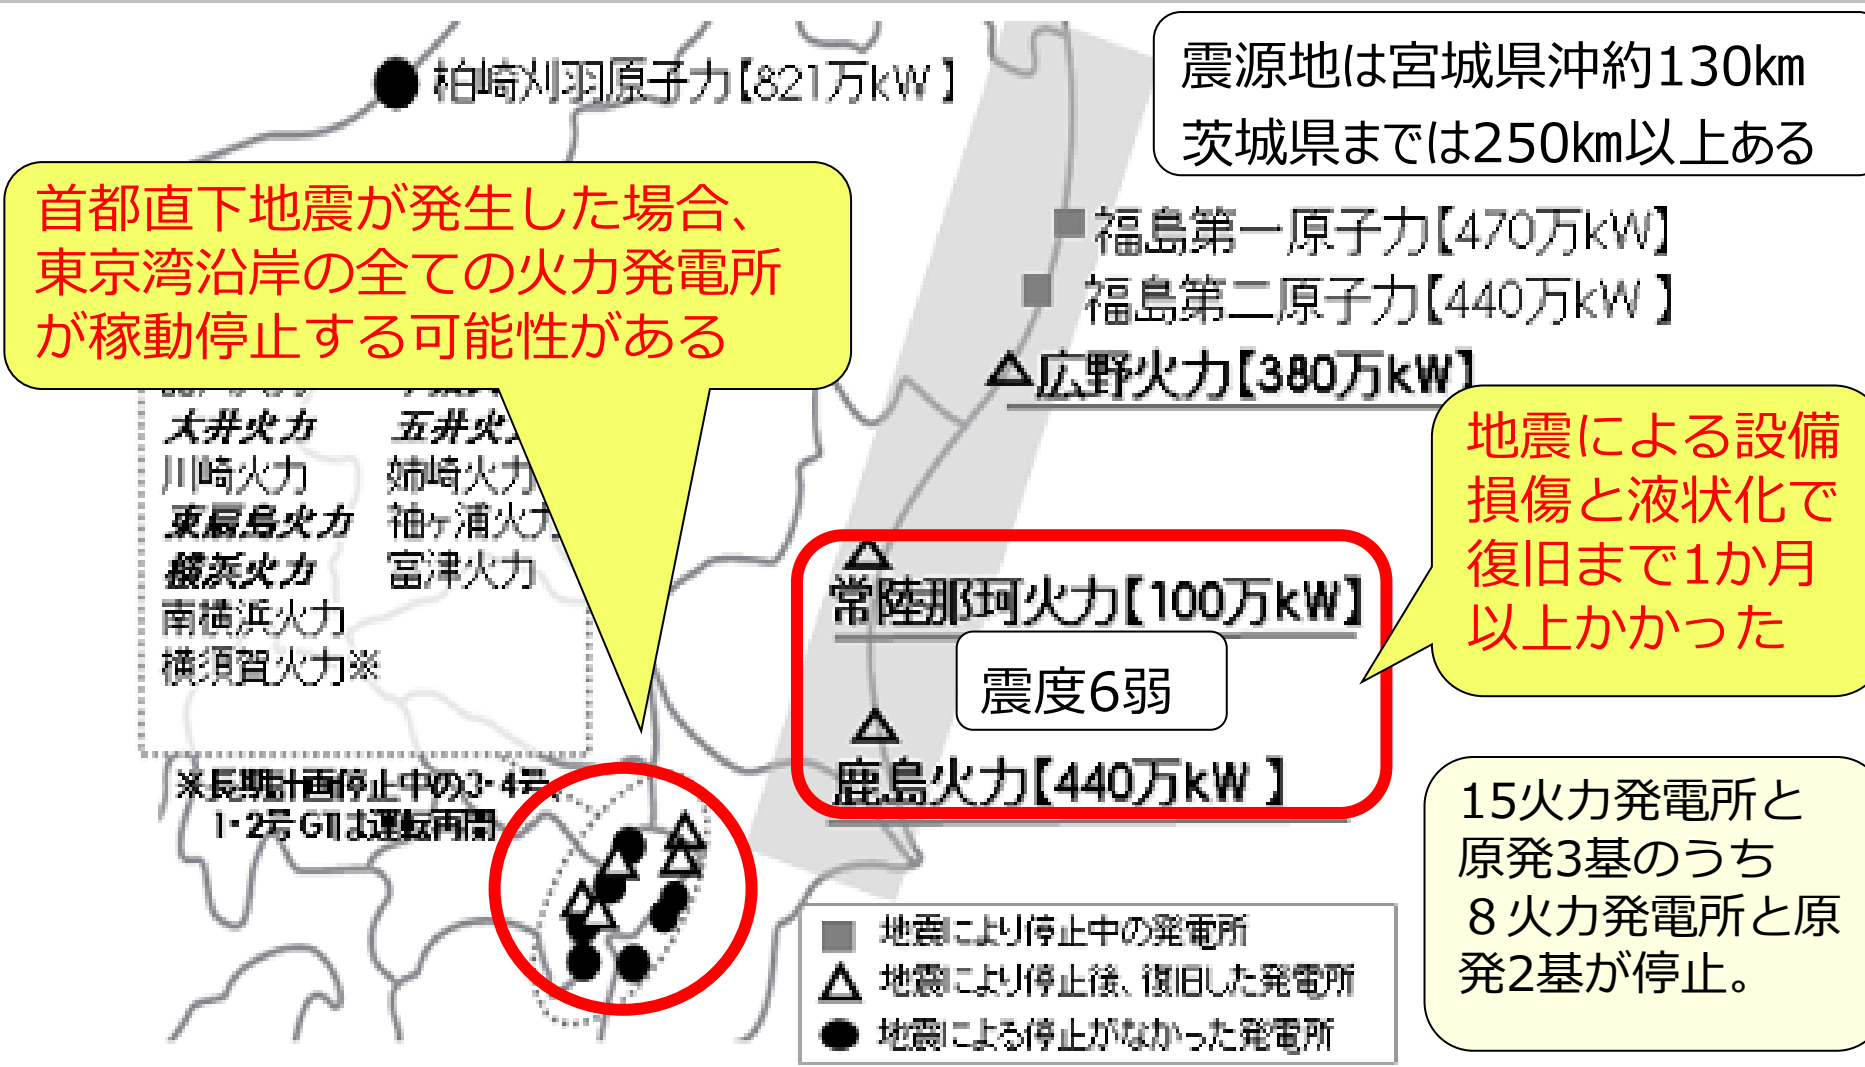 柏崎刈羽原子力【821万kW】
震源地は宮城県沖約130㎞
茨城県までは250㎞以上ある
首都直下地震が発生した場合、
東京湾沿岸の全ての火力発電所
が稼動停止する可能性がある
福島第一原子力【470万kW】
福島第二原子力【440万kW】
広野火力【380万kW】
地震による設備
損傷と液状化で
復旧まで1か月
以上かかった
大井火力 五井火
川崎火力 姉崎火力
東扇島火力 袖ヶ浦火力
横浜火力 富津火力
南横浜火力
横須賀火力※
常陸那珂火力【100万kW】
震度6弱
鹿島火力【440万kW】
※長期計画停止中の3・4号、
1・2号GTは運転再開
15火力発電所と
原発3基のうち
８火力発電所と原
発2基が停止。
地震により停止中の発電所
地震により停止後、復旧した発電所
地震による停止がなかった発電所